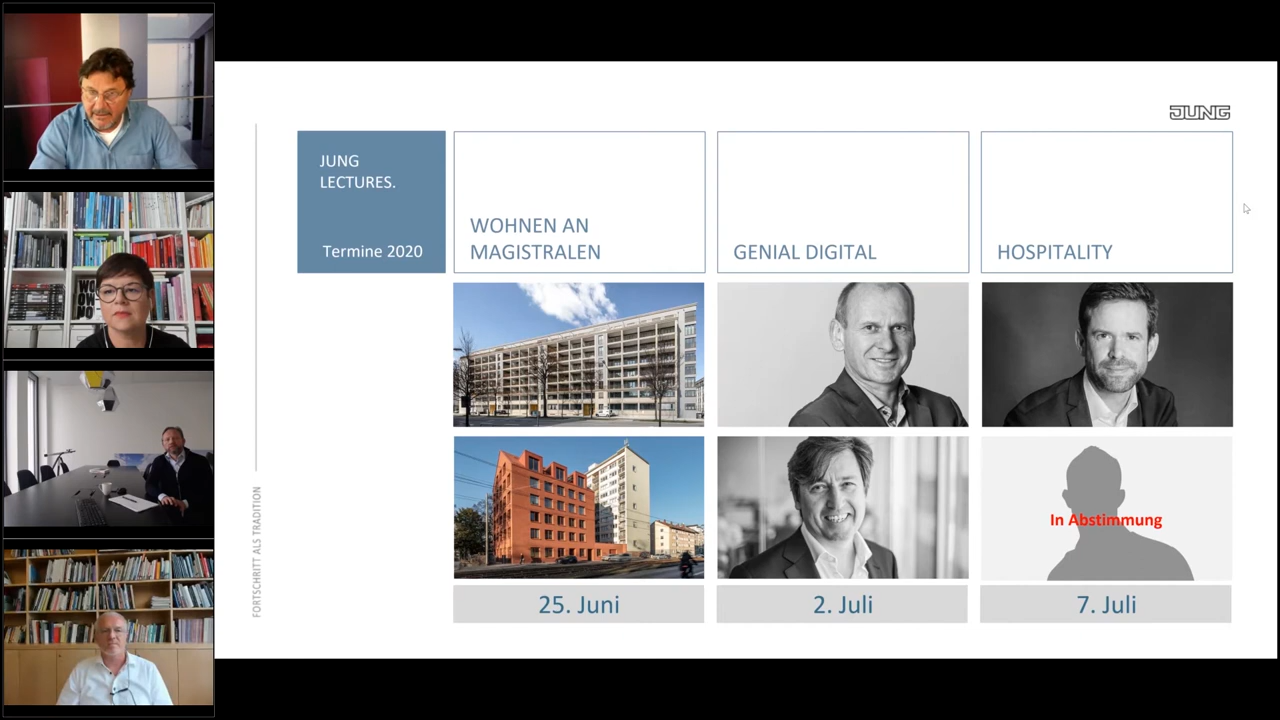 JUNG
JUNG
LECTURES.
Termine 2020
WOHNEN AN
MAGISTRALEN
GENIAL DIGITAL
HOSPITALITY
In Abstimmung
25. Juni
2. Juli
7. Juli
FORTSCHRITT ALS TRADITION